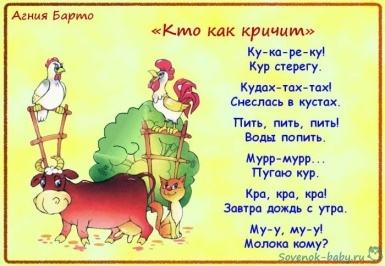 Агния Барто
«Кто как кричит»
Ку-ка-ре-ку!
Кур стерегу.
Кудах-тах-тах!
Снеслась в кустах.
Пить, пить, пить!
Воды попить.
Мурр-мурр...
Пугаю кур.
Кра, кра, кра!
Завтра дождь с утра.
Му-у, му-у!
Молока кому?
Sovenok-baby.ru